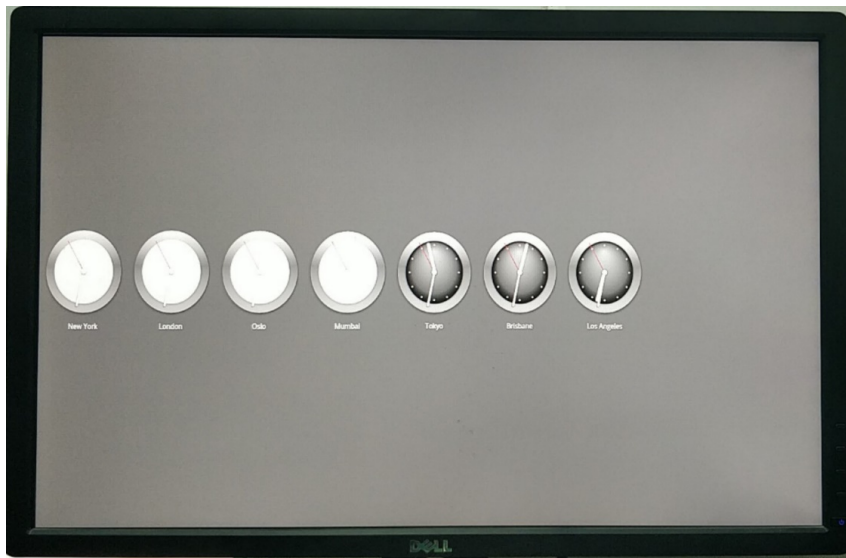 New York
London
Oslo
Mumbai
Tokyo
Brisbane
Los Angeles
DELL